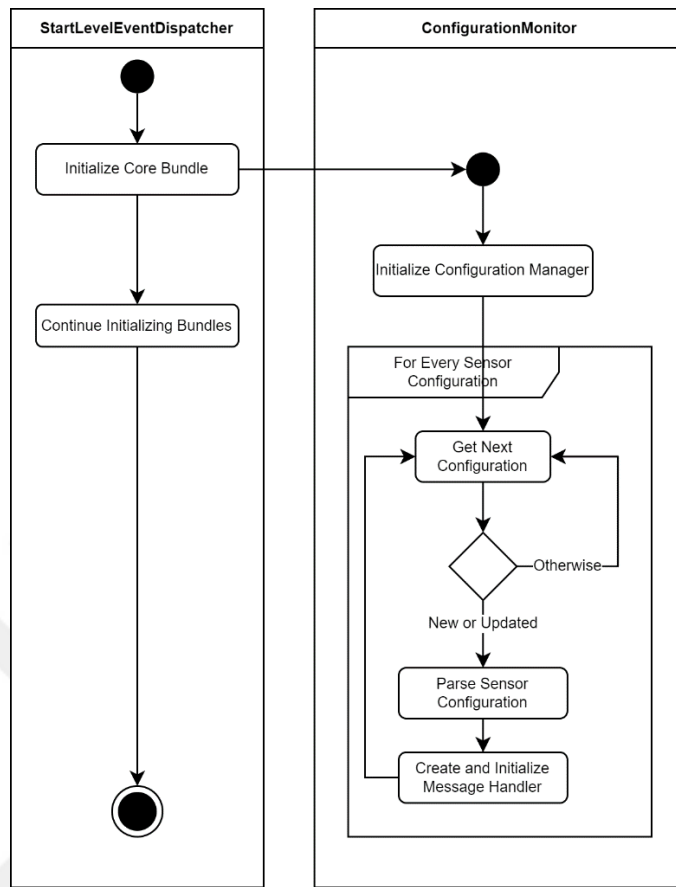 StartLevelEventDispatcher
ConfigurationMonitor
Initialize Core Bundle
Initialize Configuration Manager
Continue Initializing Bundles
For Every Sensor
Configuration
Get Next
Configuration
Otherwise
New or Updated
Parse Sensor
Configuration
Create and Initialize
Message Handler